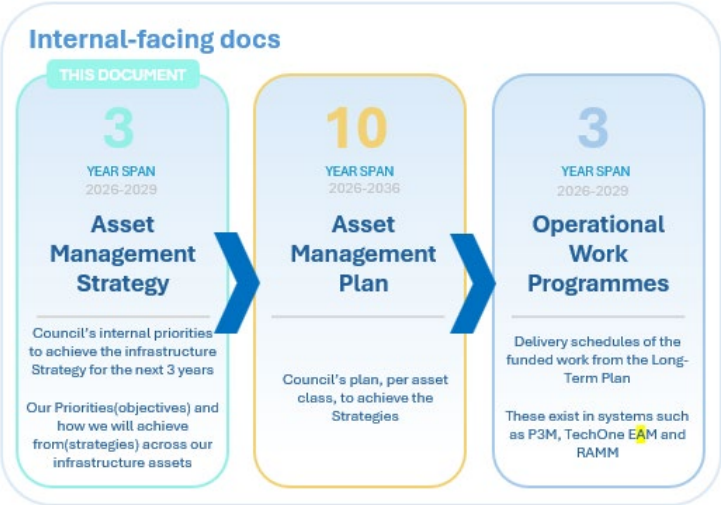 Internal-facing docs
THIS DOCUMENT
3
YEAR SPAN
2026-2029
Asset
Management
Strategy
Council's internal priorities
to achieve the infrastructure
Strategy for the next 3 years
Our Priorities(objectives) and
how we will achieve
from(strategies) across our
infrastructure assets
10
YEAR SPAN
2026-2036
Asset
Management
Plan
Council's plan, per asset
class, to achieve the
Strategies
3
YEAR SPAN
2026-2029
Operational
Work
Programmes
Delivery schedules of the
funded work from the Long-
Term Plan
These exist in systems such
as P3M, TechOne EAM and
RAMM